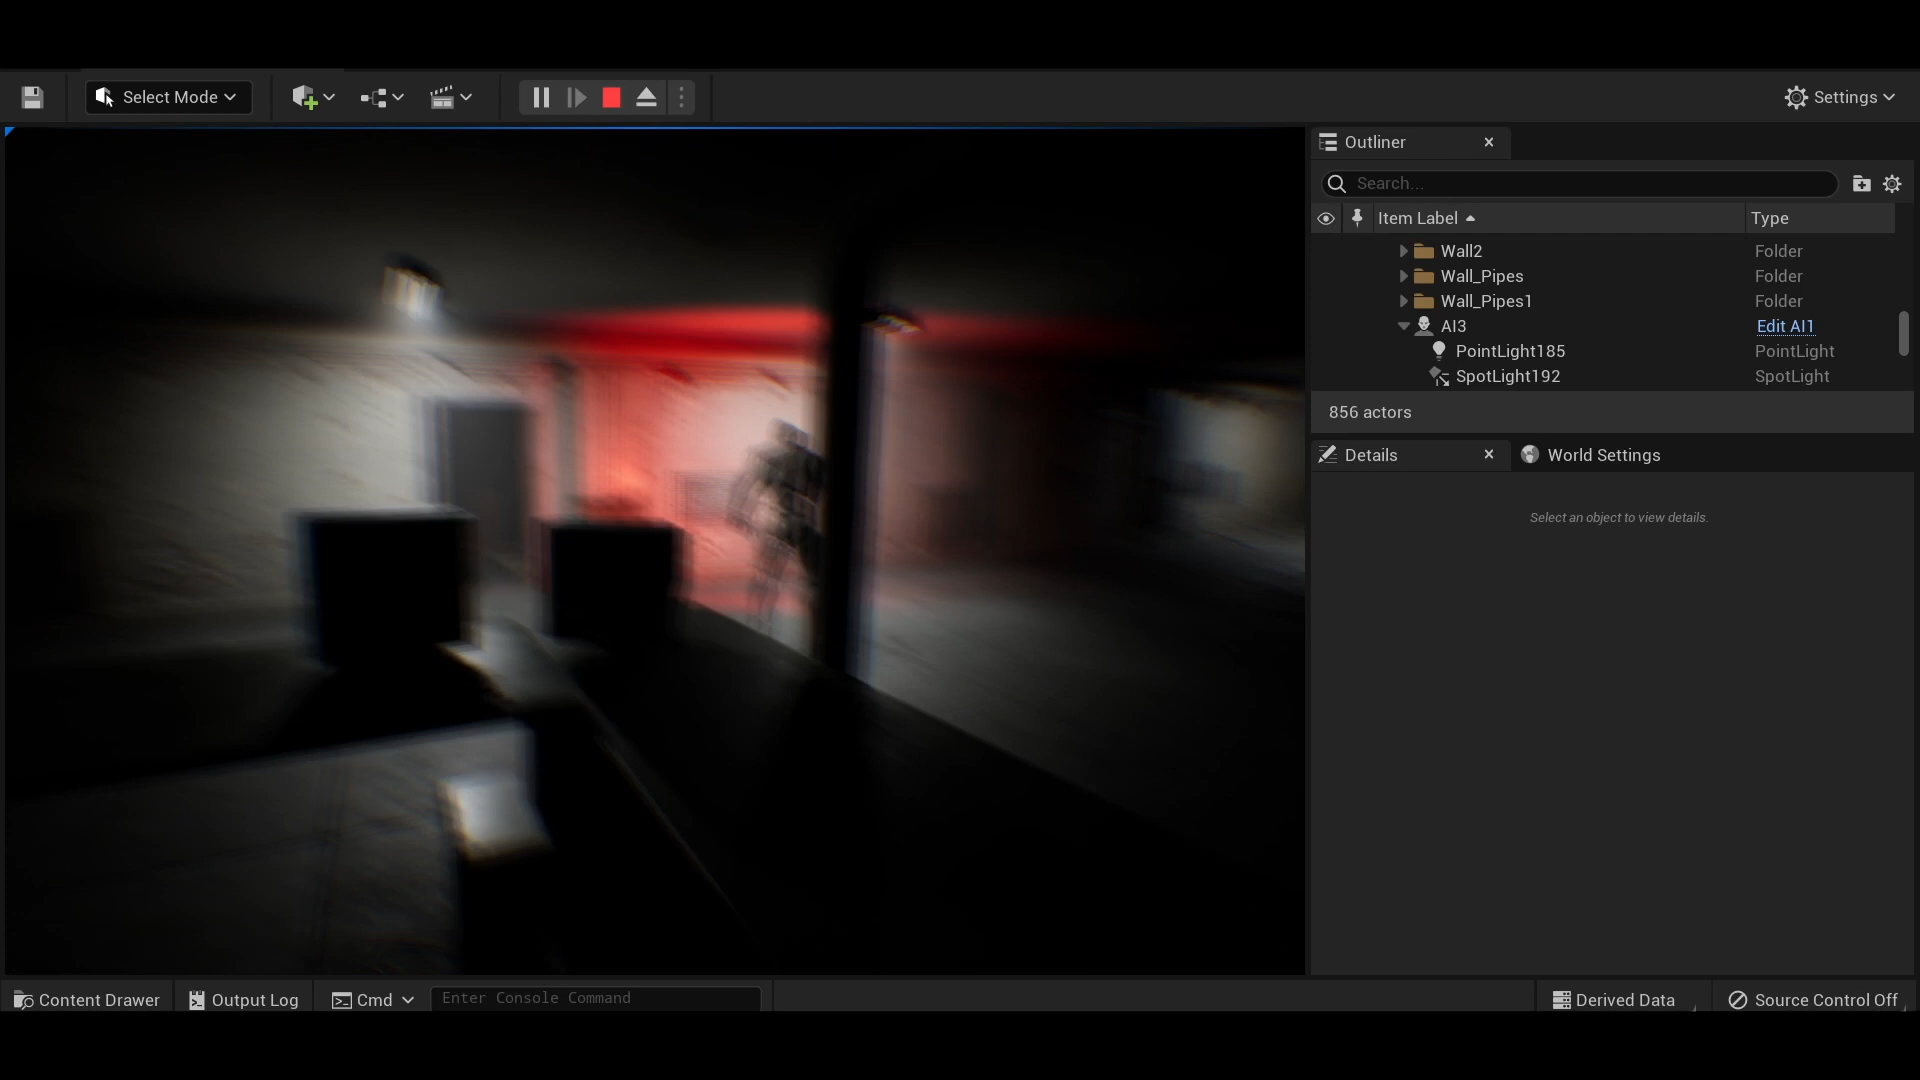 Select Mode
Settings
Outliner
Search...
Item Label
Type
Wall2
Folder
Wall_Pipes
Folder
Wall_Pipes1
Folder
AI3
Edit AI1
PointLight185
PointLight
SpotLight192
SpotLight
856 actors
Details
World Settings
Select an object to view details.
Content Drawer
Output Log
Cmd
Enter Console Command
Derived Data
Source Control Off